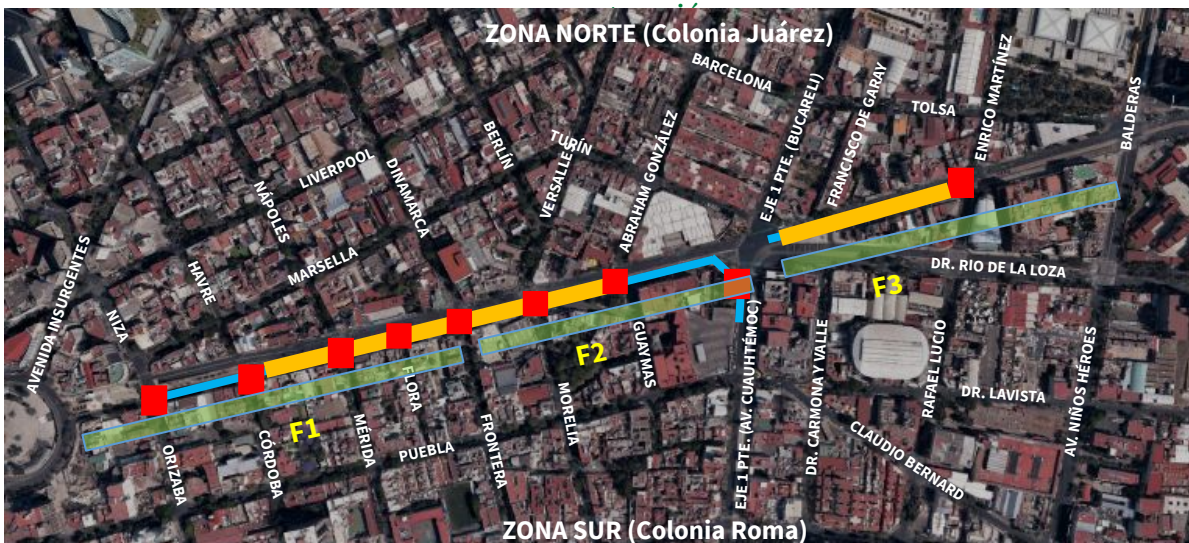 ZONA NORTE (Colonia Juárez)
BARCELONA
TOLSA
ENRICO MARTÍNEZ
BALDERAS
FRANCISCO DE GARAY
EJE 1 PTE. (BUCARELI)
ABRAHAM GONZÁLEZ
TURÍN
VERSALLE
BERLÍN
DINAMARCA
LIVERPOOL
NÁPOLES
MARSELLA
HAVRE
NIZA
AVENIDA INSURGENTES
DR. RIO DE LA LOZA
F3
F2
F1
GUAYMAS
FLORA
MÉRIDA
CÓRDOBA
ORIZABA
PUEBLA
FRONTERA
MORELIA
EJE 1 PTE. (AV. CUAUHTÉMOC)
DR. CARMONA Y VALLE
RAFAEL LUCIO
DR. LAVISTA
AV. NIÑOS HÉROES
CLAUDIO BERNARD
ZONA SUR (Colonia Roma)